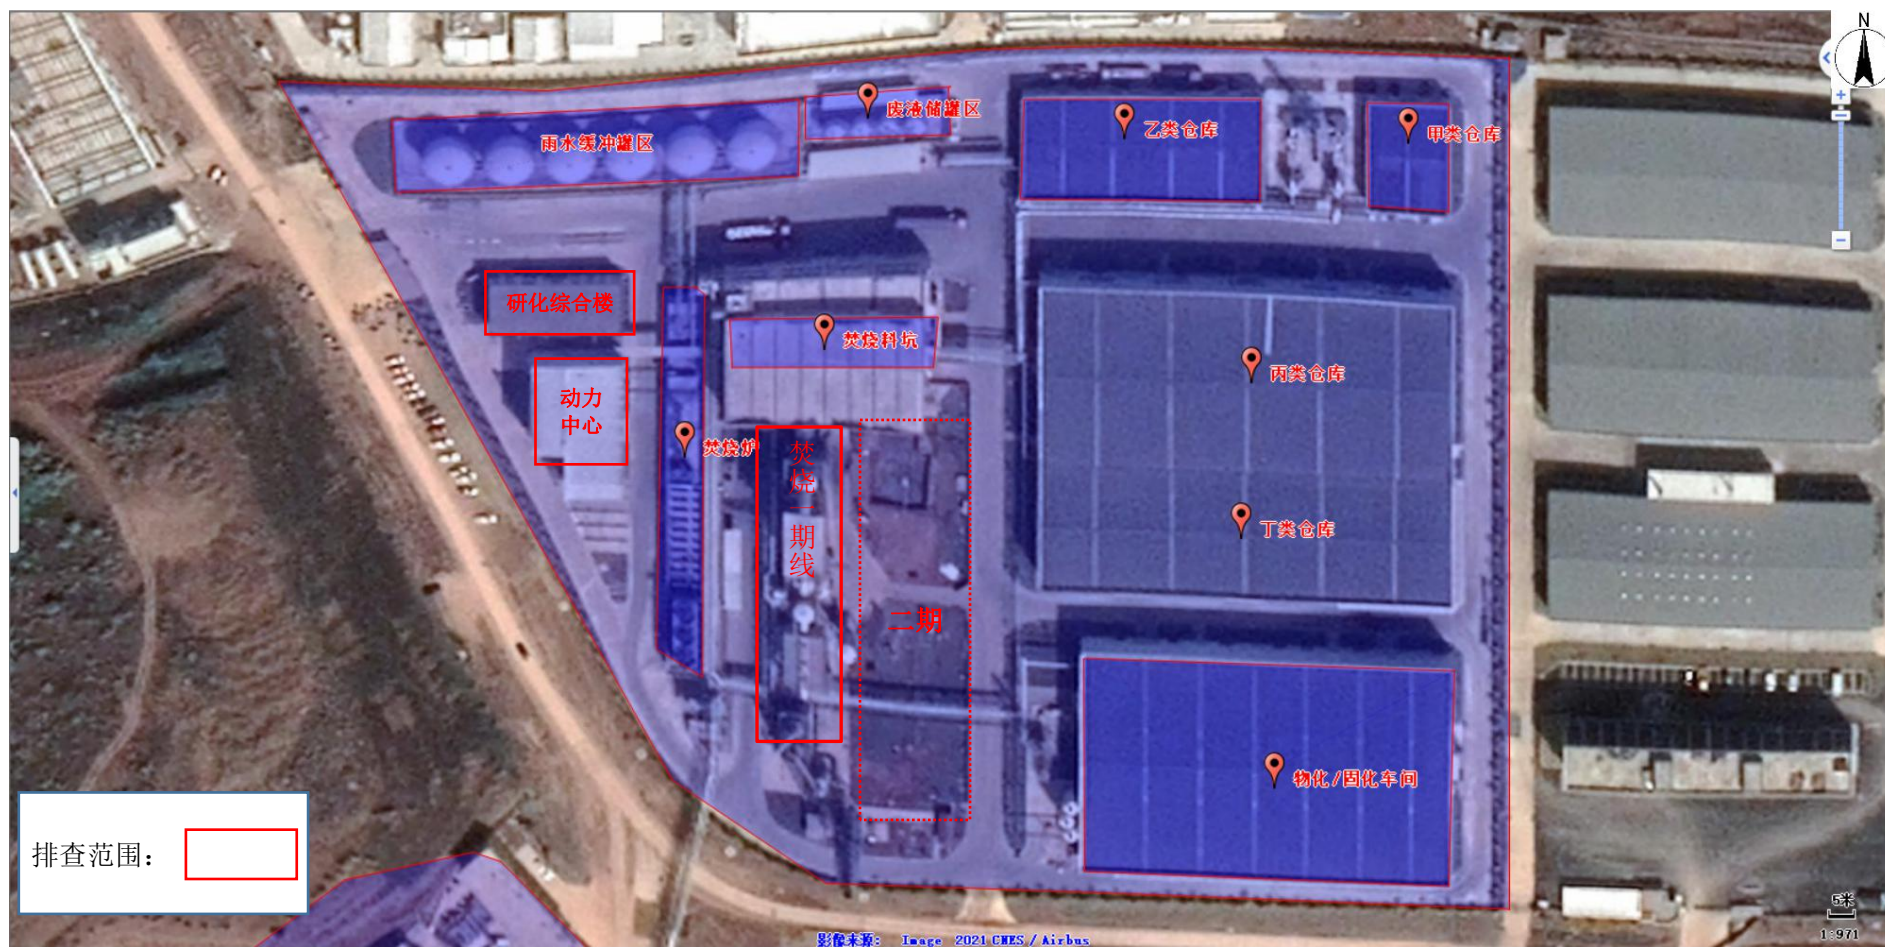 N
废液储罐区
乙类仓库
甲类仓库
雨水缓冲罐区
研化综合楼
焚烧料坑
丙类仓库
动力
中心
焚烧炉
焚
烧
一
期
线
丁类仓库
二期
物化/固化车间
排查范围：
5米
1:971
影像来源： Image 2021 CNES / Airbus